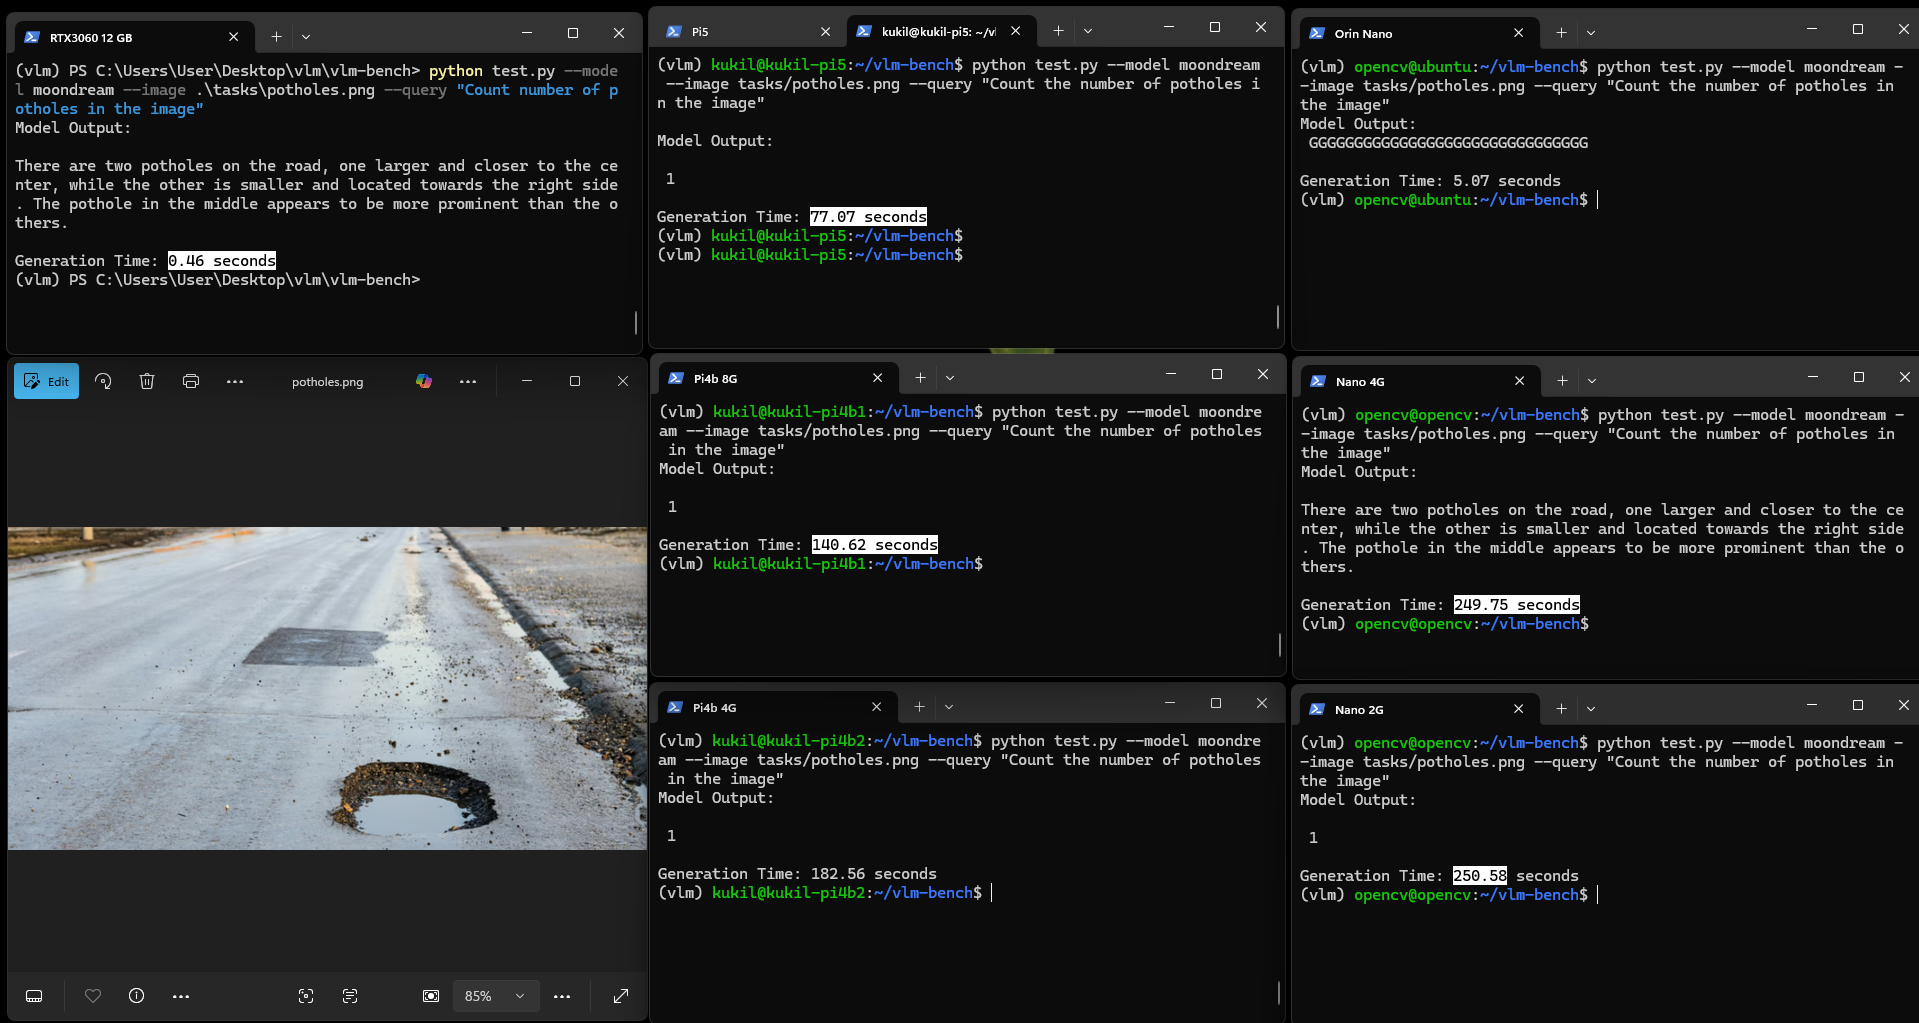 RTX3060 12 GB
(vlm) PS C:\Users\User\Desktop\vlm\vlm-bench> python test.py --mode
l moondream --image .\tasks\potholes.png --query "Count number of p
otholes in the image"
Model Output:
There are two potholes on the road, one larger and closer to the ce
nter, while the other is smaller and located towards the right side
. The pothole in the middle appears to be more prominent than the o
thers.
Generation Time: 0.46 seconds
(vlm) PS C:\Users\User\Desktop\vlm\vlm-bench>
Pi5
kukil@kukil-pi5: ~/vl
(vlm) kukil@kukil-pi5:~/vlm-bench$ python test.py --model moondream
--image tasks/potholes.png --query "Count the number of potholes i
n the image"
Model Output:
1
Generation Time: 77.07 seconds
(vlm) kukil@kukil-pi5:~/vlm-bench$
(vlm) kukil@kukil-pi5:~/vlm-bench$
Orin Nano
(vlm) opencv@ubuntu:~/vlm-bench$ python test.py --model moondream -
-image tasks/potholes.png --query "Count the number of potholes in
the image"
Model Output:
GGGGGGGGGGGGGGGGGGGGGGGGGGGGGGG
Generation Time: 5.07 seconds
(vlm) opencv@ubuntu:~/vlm-bench$
Edit
potholes.png
85%
Pi4b 8G
(vlm) kukil@kukil-pi4b1:~/vlm-bench$ python test.py --model moondre
am --image tasks/potholes.png --query "Count the number of potholes
in the image"
Model Output:
1
Generation Time: 140.62 seconds
(vlm) kukil@kukil-pi4b1:~/vlm-bench$
Nano 4G
(vlm) opencv@opencv:~/vlm-bench$ python test.py --model moondream -
-image tasks/potholes.png --query "Count the number of potholes in
the image"
Model Output:
There are two potholes on the road, one larger and closer to the ce
nter, while the other is smaller and located towards the right side
. The pothole in the middle appears to be more prominent than the o
thers.
Generation Time: 249.75 seconds
(vlm) opencv@opencv:~/vlm-bench$
Pi4b 4G
(vlm) kukil@kukil-pi4b2:~/vlm-bench$ python test.py --model moondre
am --image tasks/potholes.png --query "Count the number of potholes
in the image"
Model Output:
1
Generation Time: 182.56 seconds
(vlm) kukil@kukil-pi4b2:~/vlm-bench$
Nano 2G
(vlm) opencv@opencv:~/vlm-bench$ python test.py --model moondream -
-image tasks/potholes.png --query "Count the number of potholes in
the image"
Model Output:
1
Generation Time: 250.58 seconds
(vlm) opencv@opencv:~/vlm-bench$